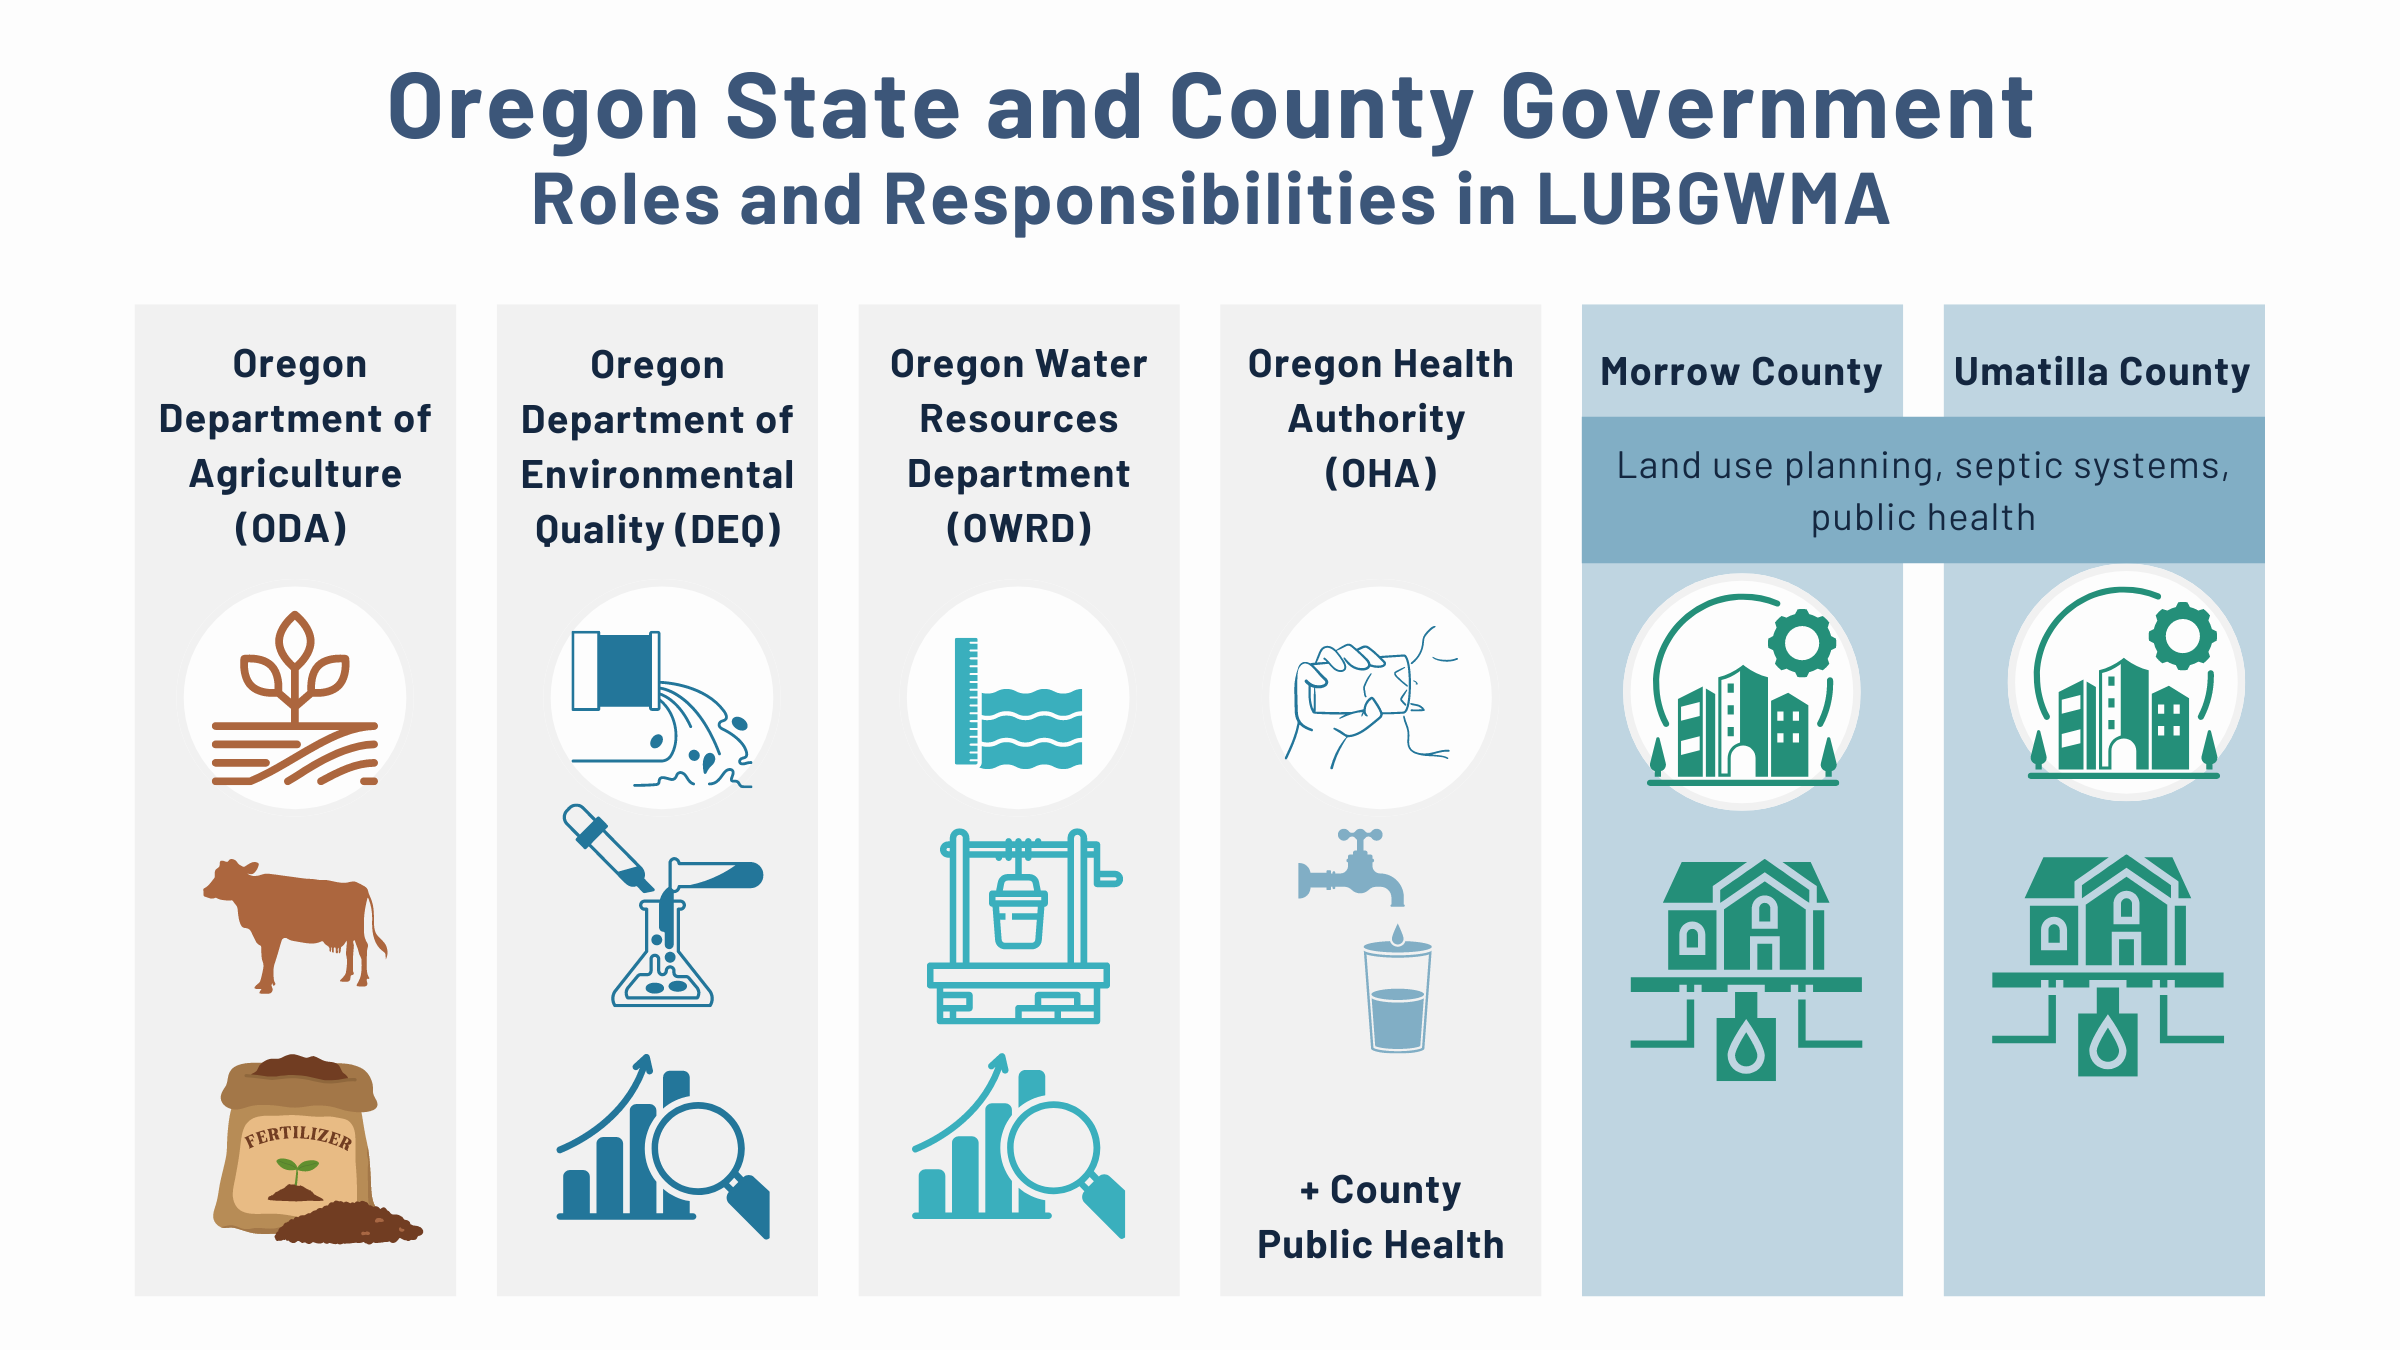 Oregon State and County Government
Roles and Responsibilities in LUBGWMA
Oregon
Department of
Agriculture
(ODA)
FERTILIZER
Oregon
Department of
Environmental
Quality (DEQ)
Oregon Water
Resources
Department
(OWRD)
Oregon Health
Authority
(OHA)
+ County
Public Health
Morrow County
Umatilla County
Land use planning, septic systems,
public health